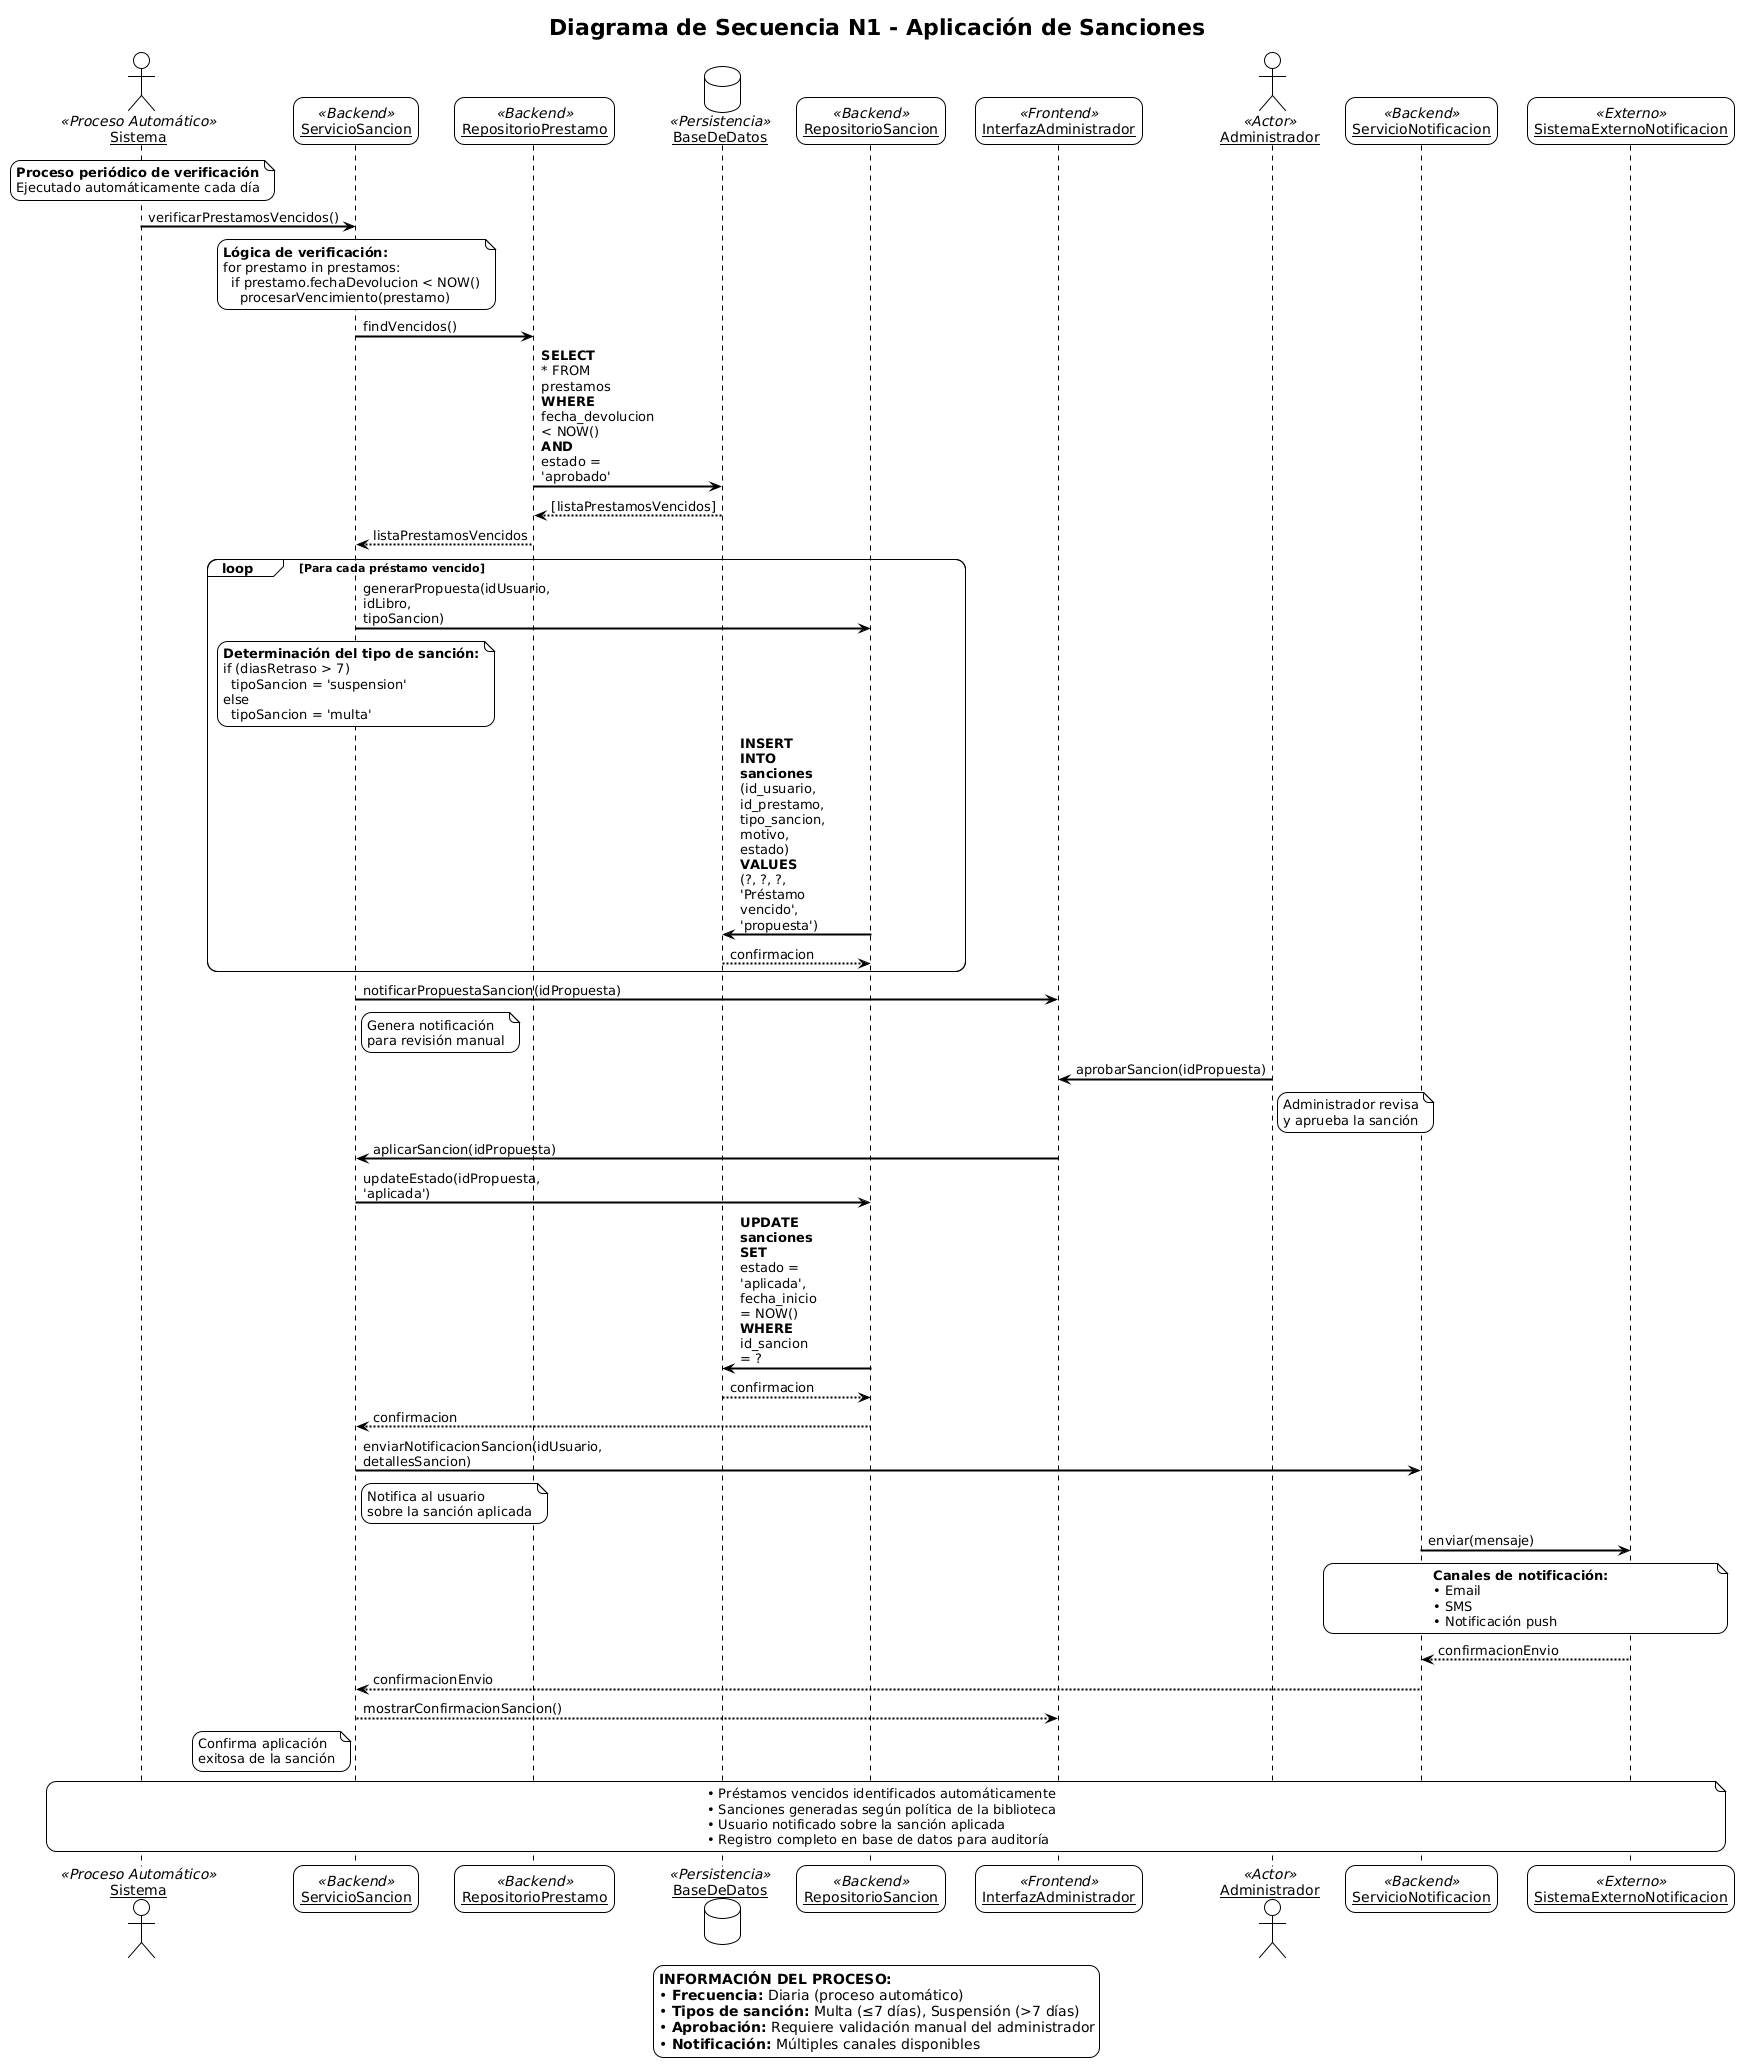 Diagrama de Secuencia N1 - Aplicación de Sanciones
«Proceso Automático»
Sistema
«Backend»
ServicioSancion
«Backend»
RepositorioPrestamo
«Persistencia»
BaseDeDatos
«Backend»
RepositorioSancion
«Frontend»
InterfazAdministrador
«Actor»
Administrador
«Backend»
ServicioNotificacion
«Externo»
SistemaExternoNotificacion
Proceso periódico de verificación
Ejecutado automáticamente cada día
verificarPrestamosVencidos()
Lógica de verificación:
for prestamo in prestamos:
if prestamo.fechaDevolucion < NOW()
procesarVencimiento(prestamo)
findVencidos()
SELECT
* FROM
prestamos
WHERE
fecha_devolucion
< NOW()
AND
estado =
'aprobado'
[listaPrestamosVencidos]
listaPrestamosVencidos
loop [Para cada préstamo vencido]
generarPropuesta(idUsuario,
idLibro,
tipoSancion)
Determinación del tipo de sanción:
if (diasRetraso > 7)
tipoSancion = 'suspension'
else
tipoSancion = 'multa'
INSERT
INTO
sanciones
(id_usuario,
id_prestamo,
tipo_sancion,
motivo,
estado)
VALUES
(?, ?, ?,
'Préstamo
vencido',
'propuesta')
confirmacion
notificarPropuestaSancion(idPropuesta)
Genera notificación
para revisión manual
aprobarSancion(idPropuesta)
Administrador revisa
y aprueba la sanción
aplicarSancion(idPropuesta)
updateEstado(idPropuesta,
'aplicada')
UPDATE
sanciones
SET
estado =
'aplicada',
fecha_inicio
= NOW()
WHERE
id_sancion
= ?
confirmacion
confirmacion
enviarNotificacionSancion(idUsuario,
detallesSancion)
Notifica al usuario
sobre la sanción aplicada
enviar(mensaje)
Canales de notificación:
• Email
• SMS
• Notificación push
confirmacionEnvio
confirmacionEnvio
mostrarConfirmacionSancion()
Confirma aplicación
exitosa de la sanción
• Préstamos vencidos identificados automáticamente
• Sanciones generadas según política de la biblioteca
• Usuario notificado sobre la sanción aplicada
• Registro completo en base de datos para auditoría
«Proceso Automático»
Sistema
«Backend»
ServicioSancion
«Backend»
RepositorioPrestamo
«Persistencia»
BaseDeDatos
«Backend»
RepositorioSancion
«Frontend»
InterfazAdministrador
«Actor»
Administrador
«Backend»
ServicioNotificacion
«Externo»
SistemaExternoNotificacion
INFORMACIÓN DEL PROCESO:
• Frecuencia: Diaria (proceso automático)
• Tipos de sanción: Multa (≤7 días), Suspensión (>7 días)
• Aprobación: Requiere validación manual del administrador
• Notificación: Múltiples canales disponibles